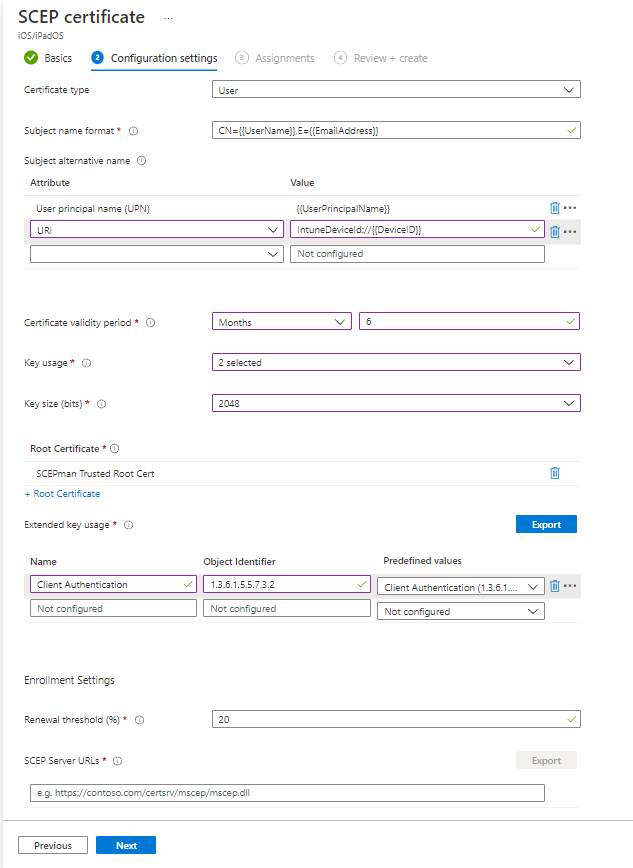 SCEP certificate ...
iOS/iPadOS
Basics 2 Configuration settings 3 Assignments 4 Review + create
Certificate type User
Subject name format * CN={{UserName}},E={{EmailAddress}}
Subject alternative name
Attribute Value
User principal name (UPN) {{UserPrincipalName}}
URI IntuneDeviceId://{{DeviceID}}
Not configured
Certificate validity period * Months 6
Key usage * 2 selected
Key size (bits) * 2048
Root Certificate *
SCEPman Trusted Root Cert
+ Root Certificate
Extended key usage * Export
Name Object Identifier Predefined values
Client Authentication 1.3.6.1.5.5.7.3.2 Client Authentication (1.3.6.1....
Not configured Not configured Not configured
Enrollment Settings
Renewal threshold (%) * 20
SCEP Server URLs * Export
e.g. https://contoso.com/certsrv/mscep/mscep.dll
Previous Next